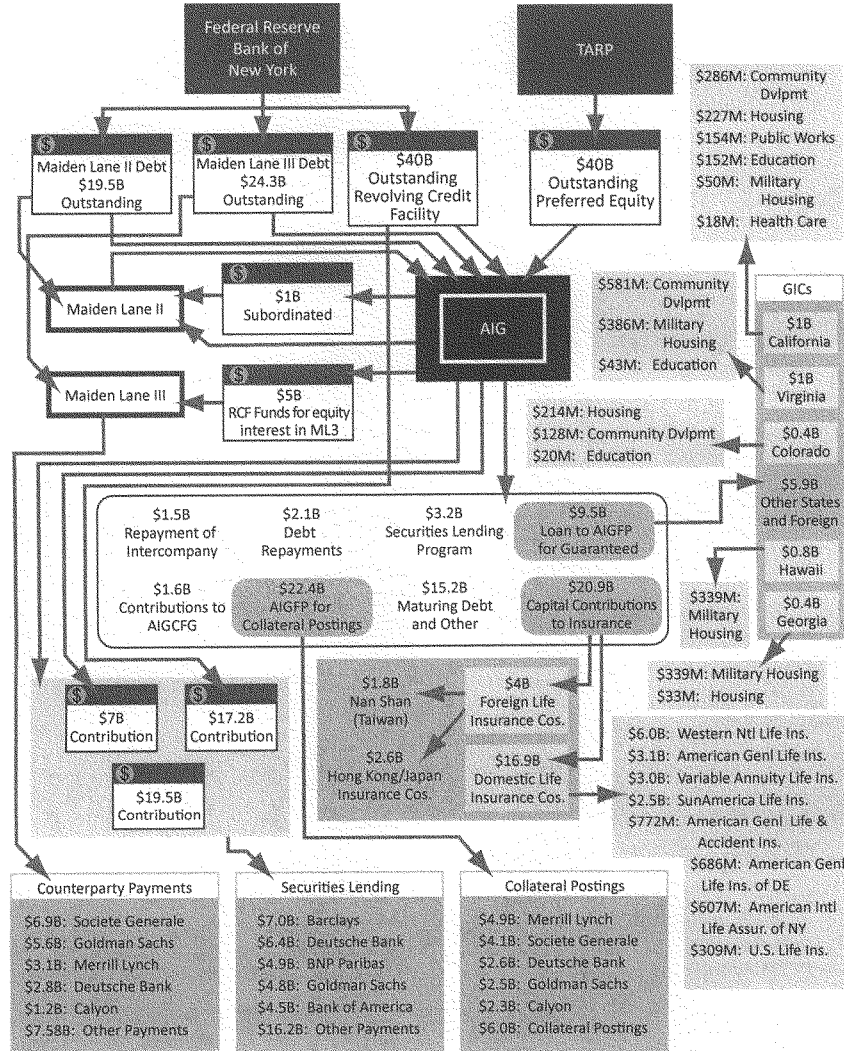 Federal Reserve
Bank of
New York
TARP
$
Maiden Lane II Debt
$19.5B
Outstanding
$
Maiden Lane III Debt
$24.3B
Outstanding
$
$40B
Outstanding
Revolving Credit
Facility
$
$40B
Outstanding
Preferred Equity
$286M: Community
Dvlpmt
$227M: Housing
$154M: Public Works
$152M: Education
$50M: Military
Housing
$18M: Health Care
Maiden Lane II
$
$1B
Subordinated
AIG
$581M: Community
Dvlpmt
$386M: Military
Housing
$43M: Education
GICs
$1B
California
$1B
Virginia
$0.4B
Colorado
$5.9B
Other States
and Foreign
$0.8B
Hawaii
$0.4B
Georgia
Maiden Lane III
$
$5B
RCF Funds for equity
interest in ML3
$214M: Housing
$128M: Community Dvlpmt
$20M: Education
$1.5B
Repayment of
Intercompany
$2.1B
Debt
Repayments
$3.2B
Securities Lending
Program
$9.5B
Loan to AIGFP
for Guaranteed
$1.6B
Contributions to
AIGCFG
$22.4B
AIGFP for
Collateral Postings
$15.2B
Maturing Debt
and Other
$20.9B
Capital Contributions
to Insurance
$339M:
Military
Housing
$339M: Military Housing
$33M: Housing
$
$7B
Contribution
$
$17.2B
Contribution
$
$19.5B
Contribution
$1.8B
Nan Shan
(Taiwan)
$4B
Foreign Life
Insurance Cos.
$2.6B
Hong Kong/Japan
Insurance Cos.
$16.9B
Domestic Life
Insurance Cos.
$6.0B: Western Ntl Life Ins.
$3.1B: American Genl Life Ins.
$3.0B: Variable Annuity Life Ins.
$2.5B: SunAmerica Life Ins.
$772M: American Genl Life &
Accident Ins.
$686M: American Genl
Life Ins. of DE
$607M: American Intl
Life Assur. of NY
$309M: U.S. Life Ins.
Counterparty Payments
$6.9B: Societe Generale
$5.6B: Goldman Sachs
$3.1B: Merrill Lynch
$2.8B: Deutsche Bank
$1.2B: Calyon
$7.58B: Other Payments
Securities Lending
$7.0B: Barclays
$6.4B: Deutsche Bank
$4.9B: BNP Paribas
$4.8B: Goldman Sachs
$4.5B: Bank of America
$16.2B: Other Payments
Collateral Postings
$4.9B: Merrill Lynch
$4.1B: Societe Generale
$2.6B: Deutsche Bank
$2.5B: Goldman Sachs
$2.3B: Calyon
$6.0B: Collateral Postings